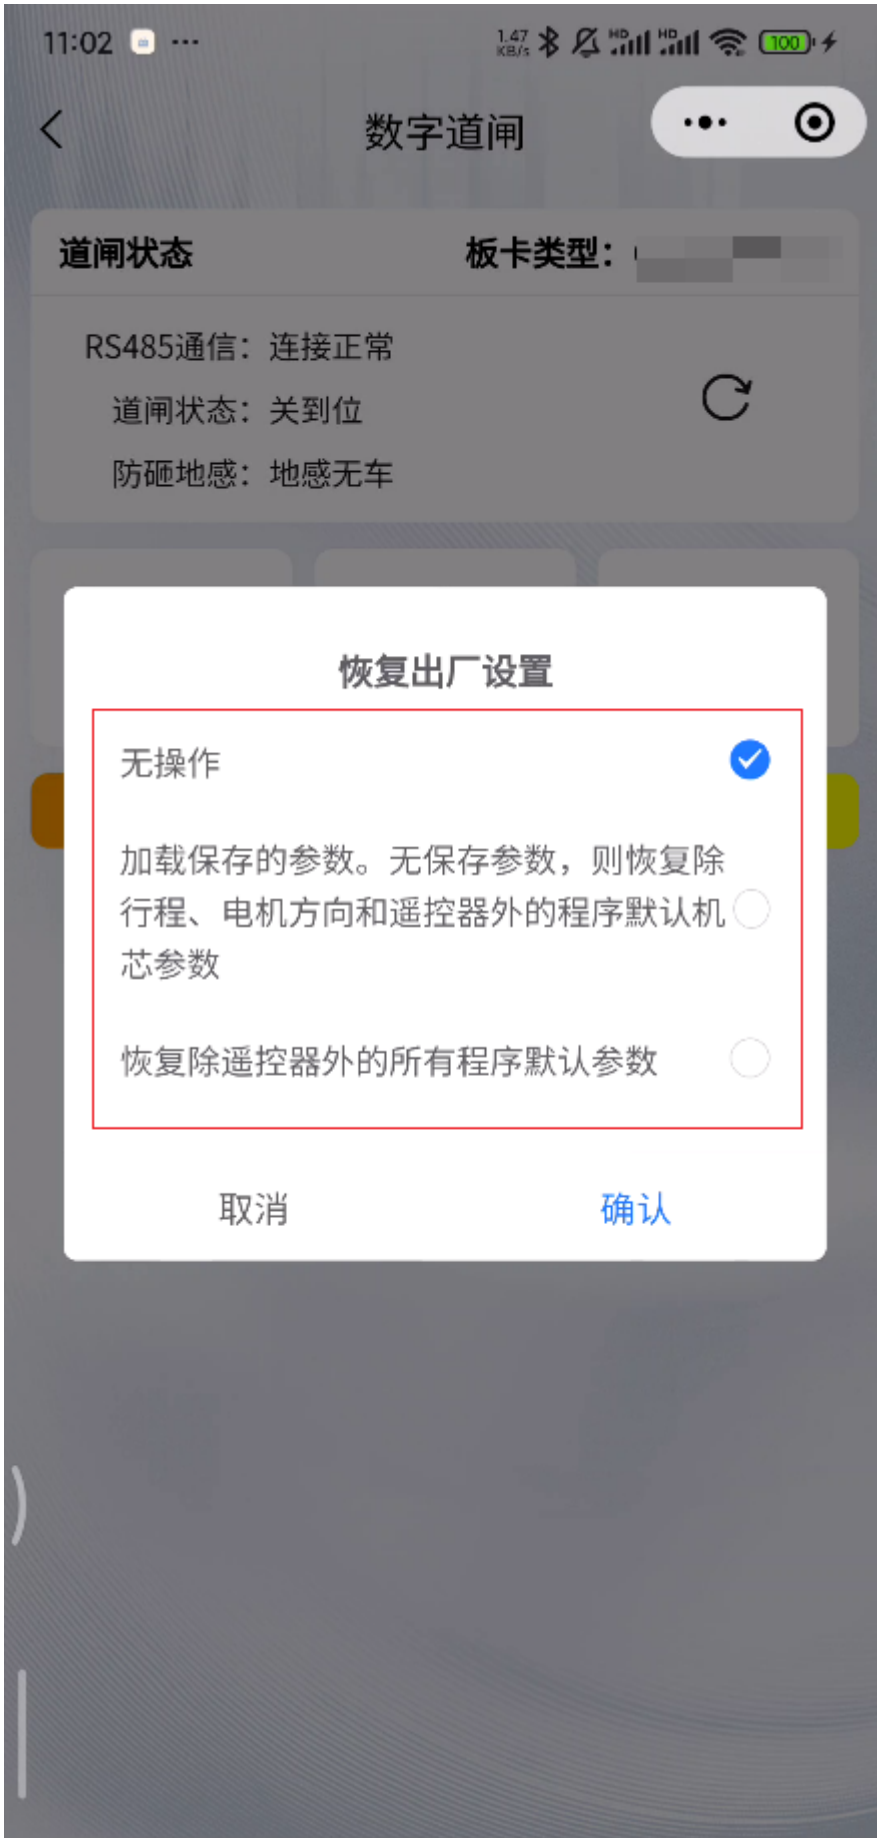 11:02
1.47
KB/s
HD
HD
100
数字道闸
道闸状态
板卡类型：
RS485通信：连接正常
道闸状态：关到位
防砸地感：地感无车
恢复出厂设置
无操作
加载保存的参数。无保存参数，则恢复除
行程、电机方向和遥控器外的程序默认机
芯参数
恢复除遥控器外的所有程序默认参数
取消
确认